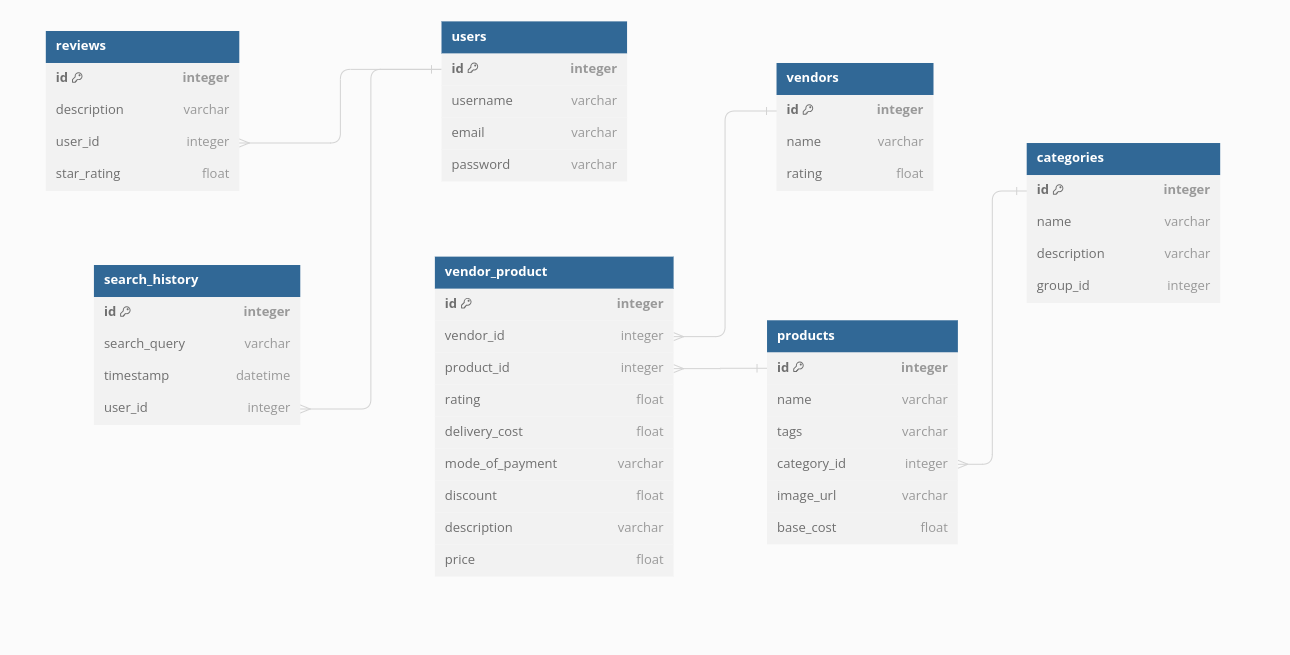 reviews
id integer
description varchar
user_id integer
star_rating float
users
id integer
username varchar
email varchar
password varchar
vendors
id integer
name varchar
rating float
categories
id integer
name varchar
description varchar
group_id integer
search_history
id integer
search_query varchar
timestamp datetime
user_id integer
vendor_product
id integer
vendor_id integer
product_id integer
rating float
delivery_cost float
mode_of_payment varchar
discount float
description varchar
price float
products
id integer
name varchar
tags varchar
category_id integer
image_url varchar
base_cost float